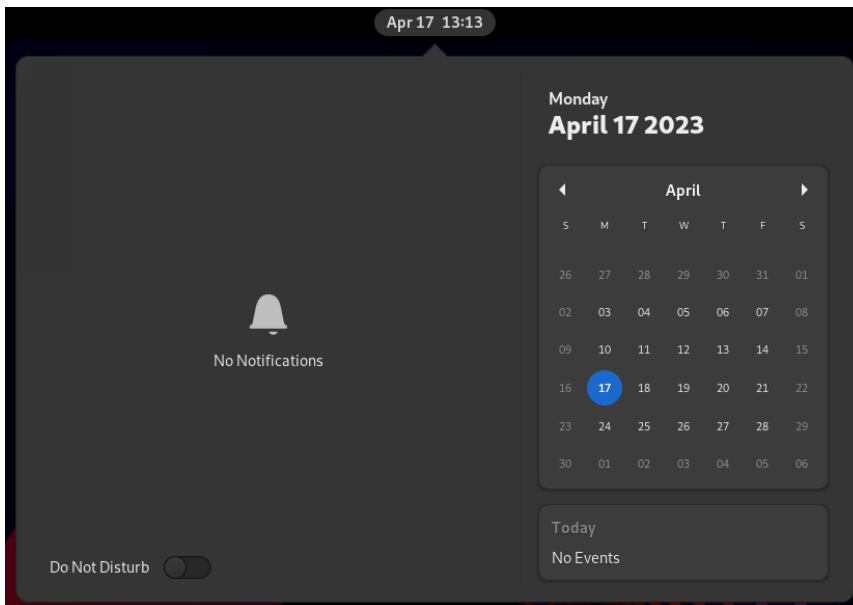 Apr 17 13:13
No Notifications
Do Not Disturb
Monday
April 17 2023
April
S M T W T F S
26 27 28 29 30 31 01
02 03 04 05 06 07 08
09 10 11 12 13 14 15
16 17 18 19 20 21 22
23 24 25 26 27 28 29
30 01 02 03 04 05 06
Today
No Events